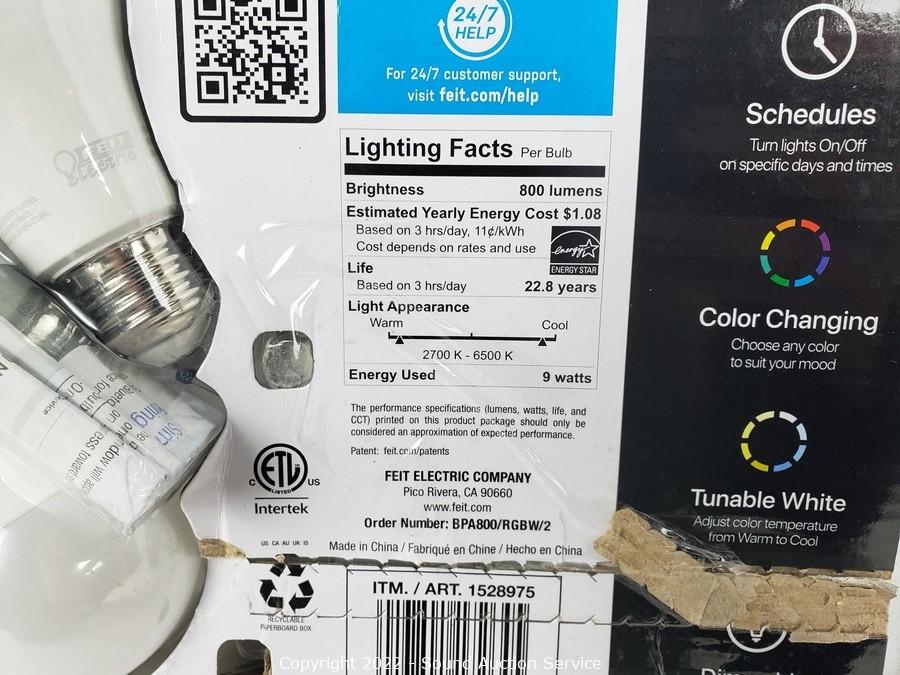 24/7
HELP
For 24/7 customer support,
visit feit.com/help
Lighting Facts Per Bulb
Brightness 800 lumens
Estimated Yearly Energy Cost $1.08
Based on 3 hrs/day, 11¢/kWh
Cost depends on rates and use
energy
ENERGY STAR
Life
Based on 3 hrs/day 22.8 years
Light Appearance
Warm Cool
2700 K - 6500 K
Energy Used 9 watts
The performance specifications (lumens, watts, life, and
CCT) printed on this product package should only be
considered an approximation of expected performance.
Patent: feit.com/patents
FEIT ELECTRIC COMPANY
Pico Rivera, CA 90660
www.feit.com
Order Number: BPA800/RGBW/2
Made in China / Fabriqué en Chine / Hecho en China
C ETL US
LISTED
Intertek
US CA AU UK IS
RECYCLABLE
PAPERBOARD BOX
ITM. / ART. 1528975
Schedules
Turn lights On/Off
on specific days and times
Color Changing
Choose any color
to suit your mood
Tunable White
Adjust color temperature
from Warm to Cool
FEIT
Copyright 2022 - Sound Auction Service